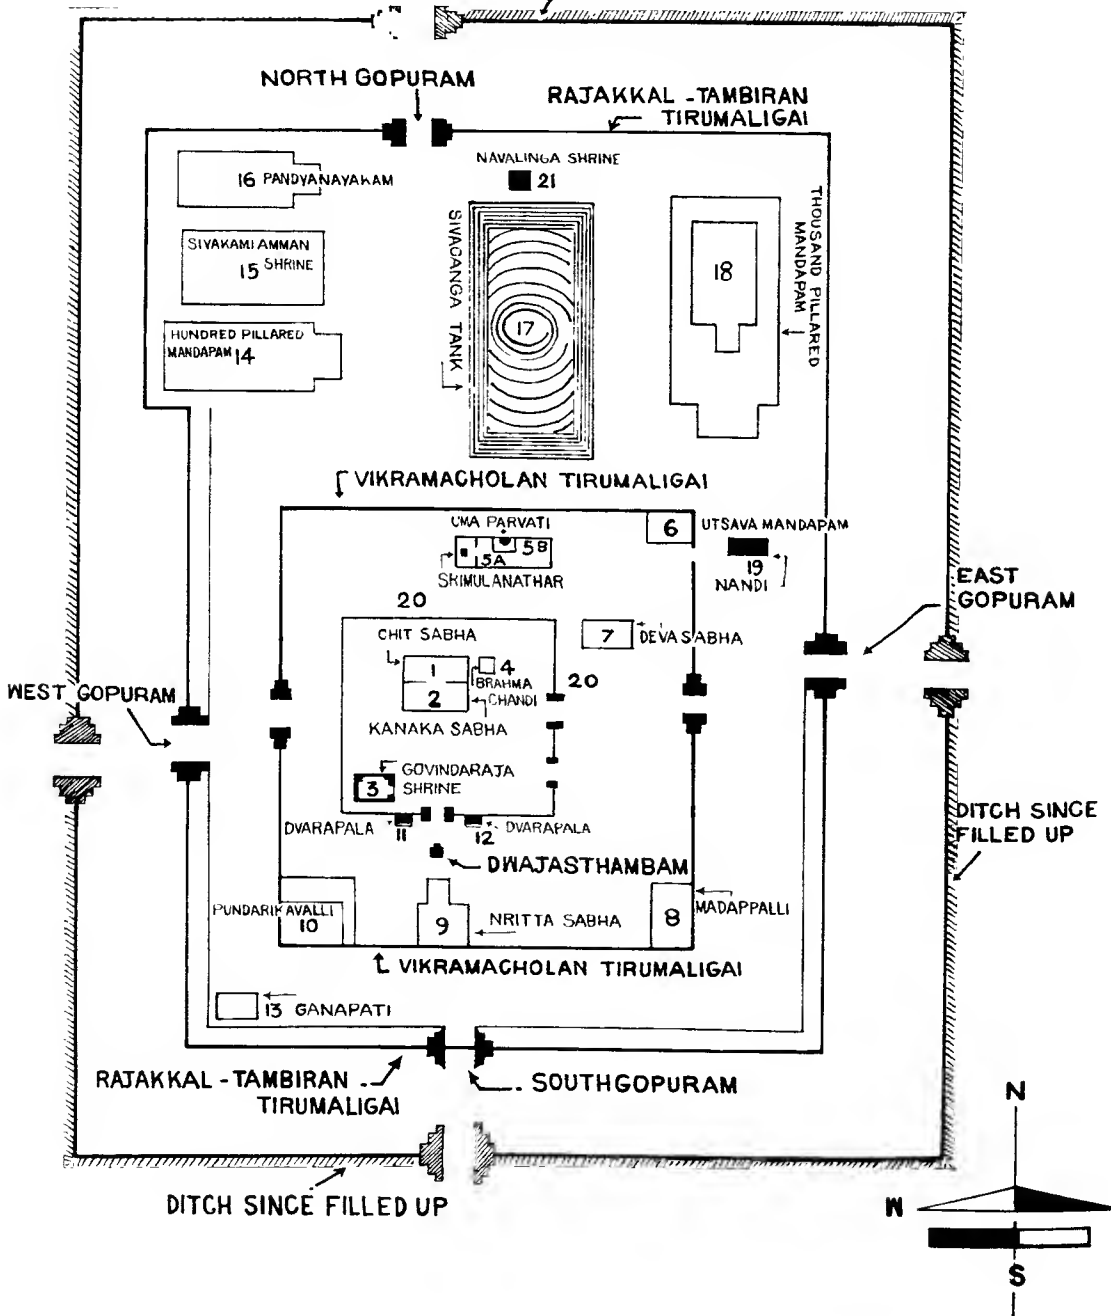 NORTH GOPURAM
RAJAKKAL - TAMBIRAN
TIRUMALIGAI
NAVALINGA SHRINE
21
16 PANDYANAYAKAM
SIVAGANGA TANK
17
18
THOUSAND PILLARED
MANDAPAM
SIVAKAMI AMMAN
15 SHRINE
HUNDRED PILLARED
MANDAPAM 14
VIKRAMACHOLAN TIRUMALIGAI
UMA PARVATI
5B
5A
SRIMULANATHAR
6 UTSAVA MANDAPAM
19
NANDI
EAST
GOPURAM
20
CHIT SABHA
7 DEVA SABHA
1
4
BRAHMA
20
2
CHANDI
KANAKA SABHA
WEST GOPURAM
GOVINDARAJA
3 SHRINE
DVARAPALA 11
12 DVARAPALA
DITCH SINCE
FILLED UP
DWAJASTHAMBAM
PUNDARIKAVALLI
10
9 NRITTA SABHA
8 MADAPPALLI
VIKRAMACHOLAN TIRUMALIGAI
13 GANAPATI
RAJAKKAL - TAMBIRAN
TIRUMALIGAI
SOUTH GOPURAM
DITCH SINCE FILLED UP
N
W
S